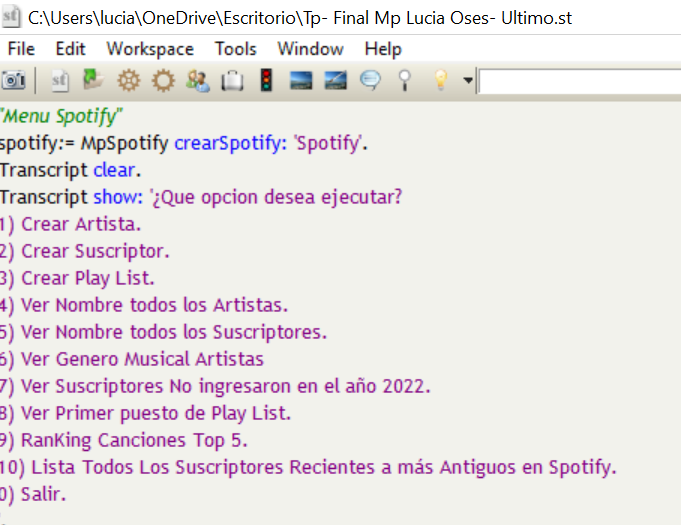 C:\Users\lucia\OneDrive\Escritorio\Tp- Final Mp Lucia Oses- Ultimo.st
File Edit Workspace Tools Window Help
"Menu Spotify"
spotify:= MpSpotify crearSpotify: 'Spotify'.
Transcript clear.
Transcript show: '¿Que opcion desea ejecutar?
1) Crear Artista.
2) Crear Suscriptor.
3) Crear Play List.
4) Ver Nombre todos los Artistas.
5) Ver Nombre todos los Suscriptores.
6) Ver Genero Musical Artistas
7) Ver Suscriptores No ingresaron en el año 2022.
8) Ver Primer puesto de Play List.
9) RanKing Canciones Top 5.
10) Lista Todos Los Suscriptores Recientes a más Antiguos en Spotify.
0) Salir.